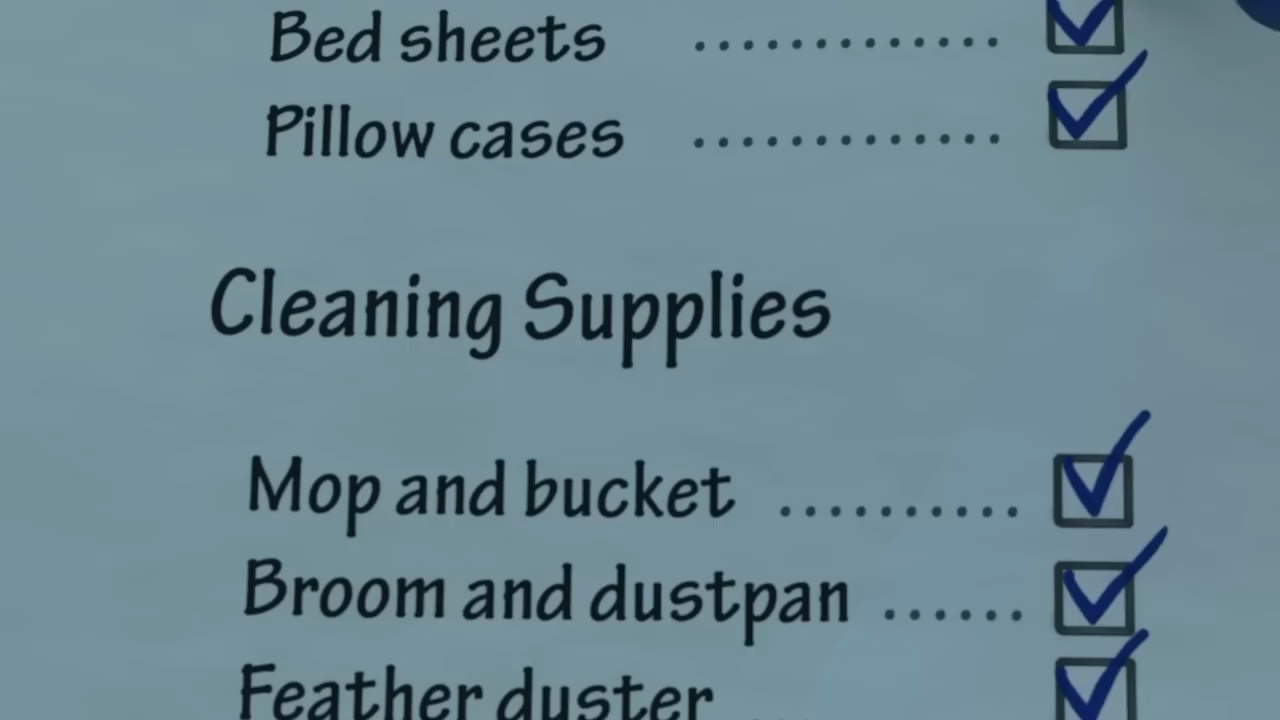 Bed sheets .............
Pillow cases .............
Cleaning Supplies
Mop and bucket ..........
Broom and dustpan ......
Feather duster ..